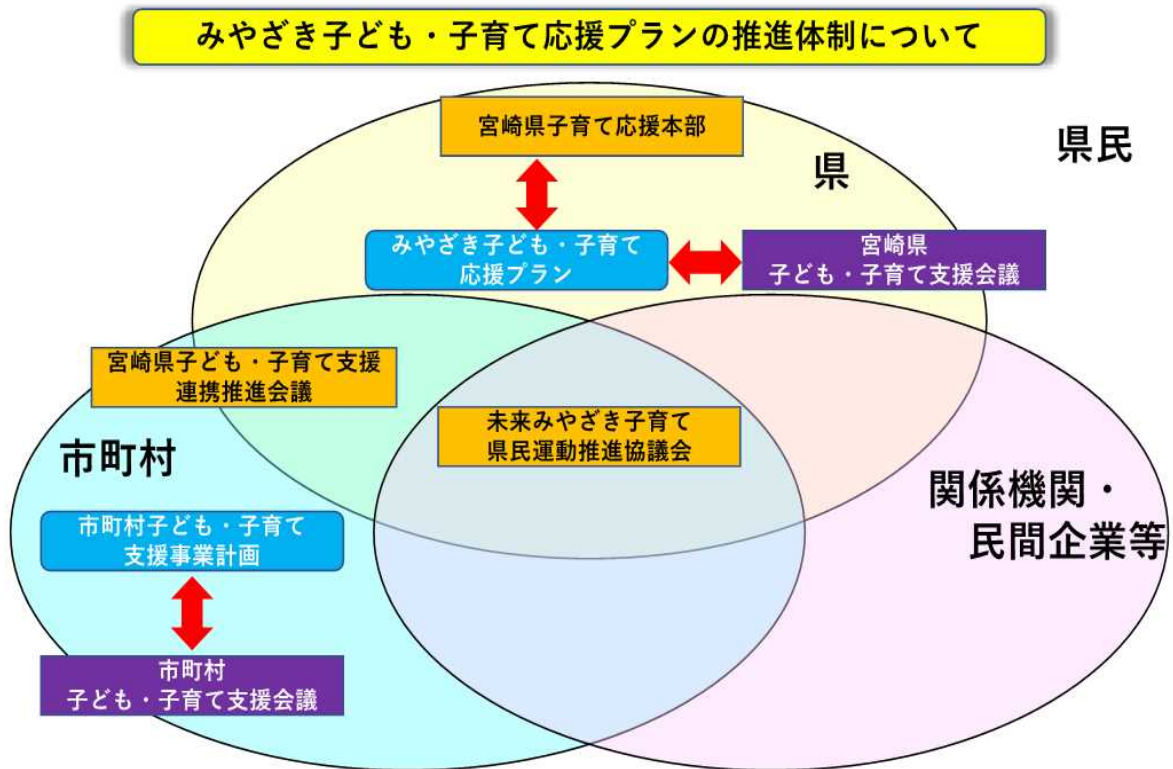 みやざき子ども・子育て応援プランの推進体制について
宮崎県子育て応援本部
県民
県
みやざき子ども・子育て
応援プラン
宮崎県
子ども・子育て支援会議
宮崎県子ども・子育て支援
連携推進会議
未来みやざき子育て
県民運動推進協議会
市町村
関係機関・
民間企業等
市町村子ども・子育て
支援事業計画
市町村
子ども・子育て支援会議